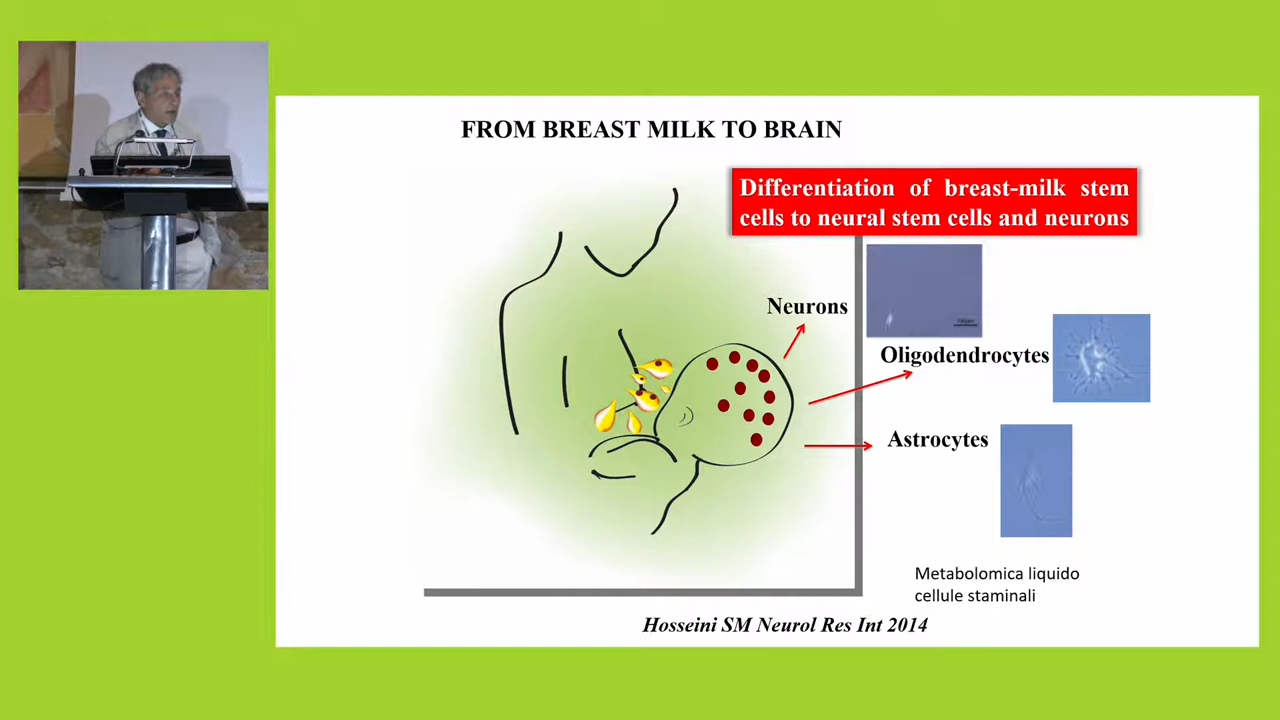 FROM BREAST MILK TO BRAIN
Differentiation of breast-milk stem
cells to neural stem cells and neurons
Neurons
Oligodendrocytes
Astrocytes
Metabolomica liquido
cellule staminali
Hosseini SM Neurol Res Int 2014